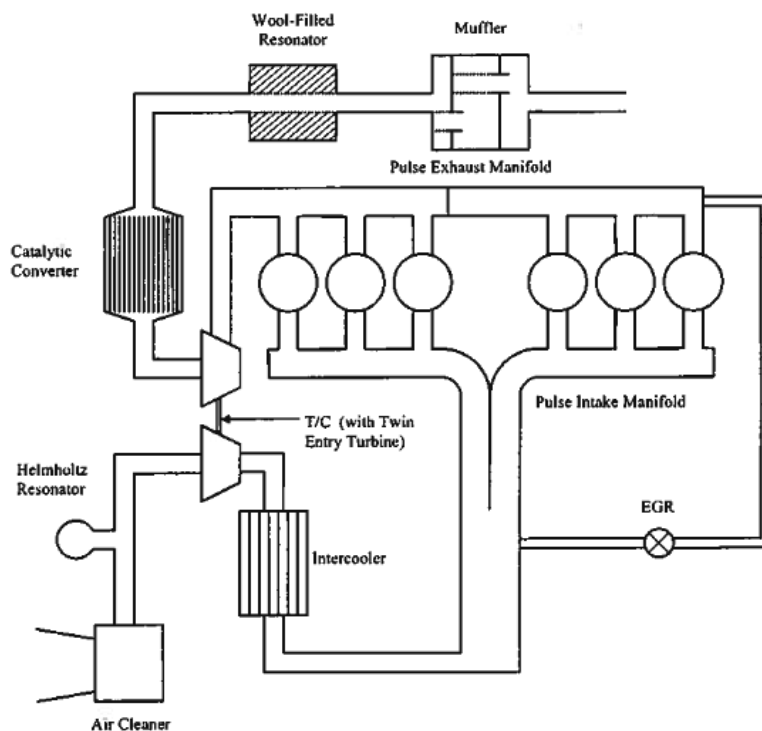 Wool-Filled
Resonator
Muffler
Pulse Exhaust Manifold
Catalytic
Converter
Pulse Intake Manifold
T/C (with Twin
Entry Turbine)
Helmholtz
Resonator
EGR
Intercooler
Air Cleaner